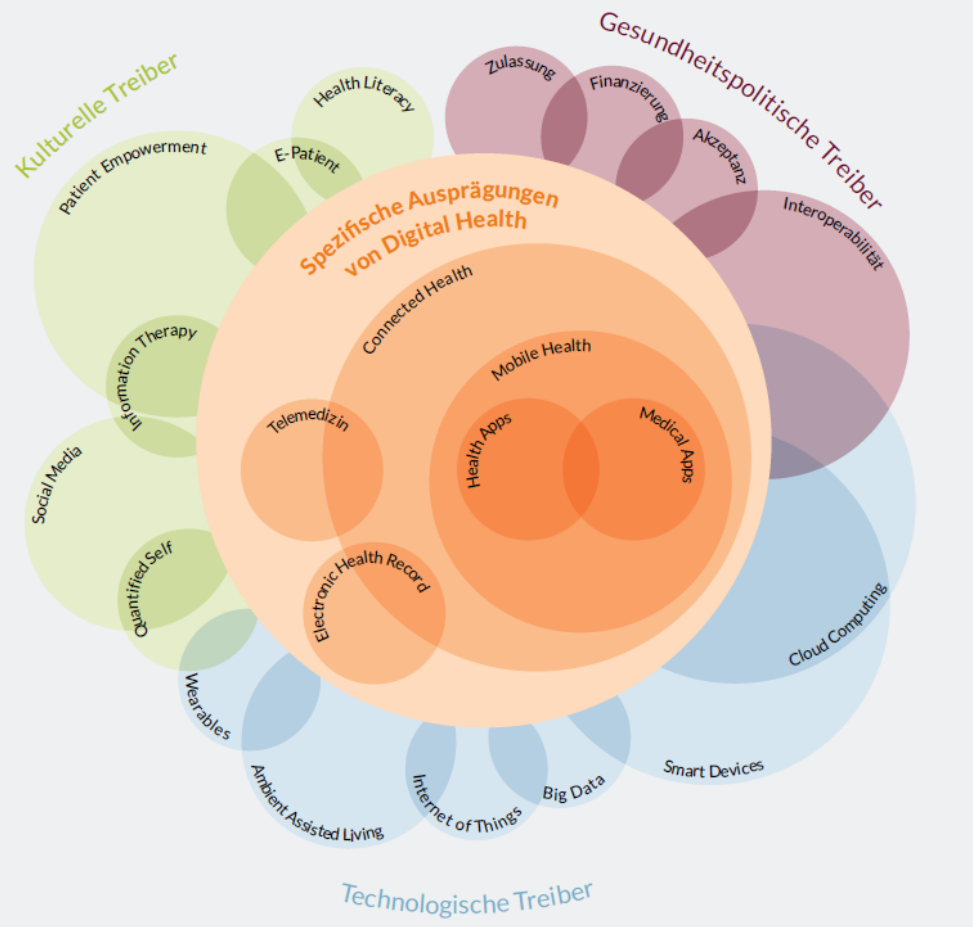 Kulturelle Treiber
Gesundheitspolitische Treiber
Health Literacy
E-Patient
Patient Empowerment
Information Therapy
Social Media
Quantified Self
Zulassung
Finanzierung
Akzeptanz
Interoperabilität
Spezifische Ausprägungen
von Digital Health
Connected Health
Mobile Health
Telemedizin
Health Apps
Medical Apps
Electronic Health Record
Wearables
Ambient Assisted Living
Internet of Things
Big Data
Smart Devices
Cloud Computing
Technologische Treiber